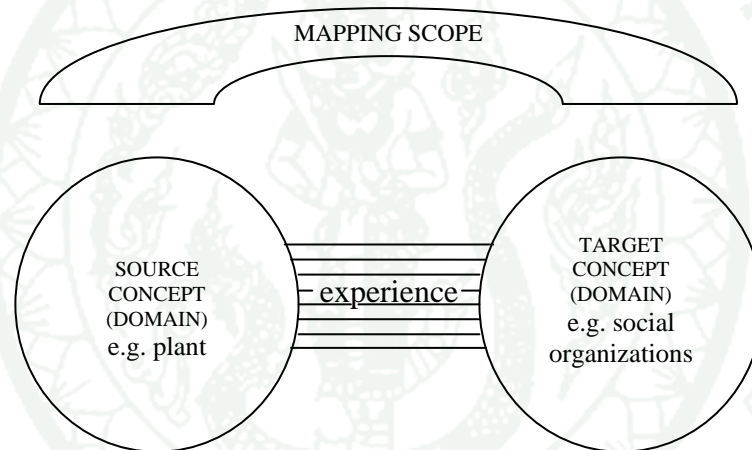 MAPPING SCOPE
SOURCE
CONCEPT
(DOMAIN)
e.g. plant
experience
TARGET
CONCEPT
(DOMAIN)
e.g. social
organizations